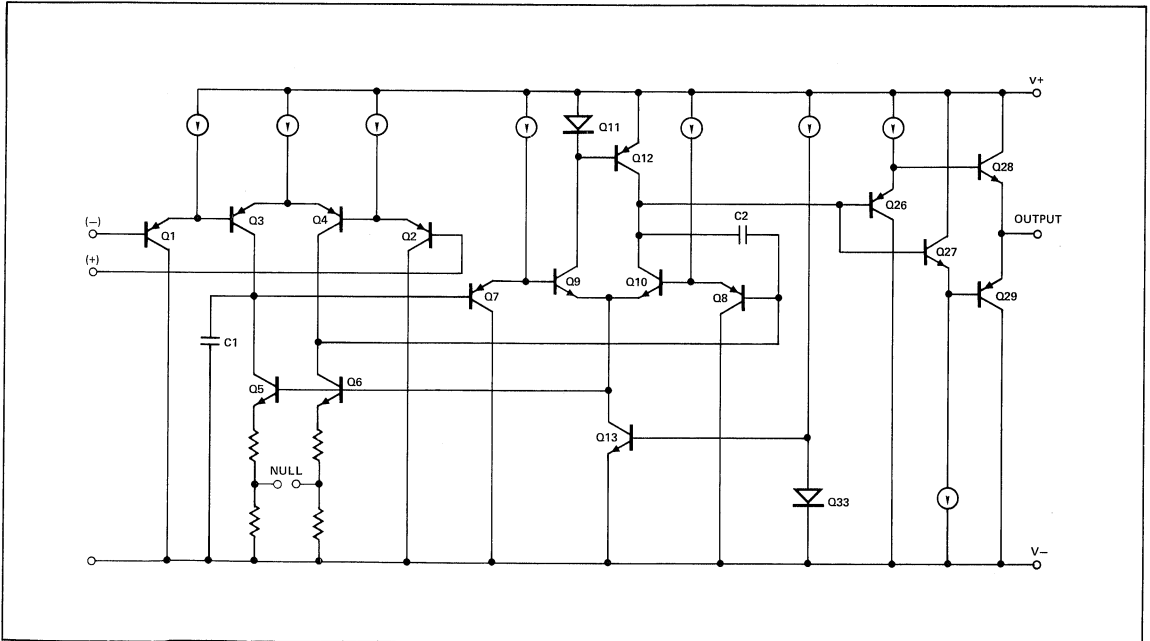 V+
Q11
Q12
Q28
Q3
Q4
C2
Q26
OUTPUT
(−)
Q1
Q2
Q27
(+)
Q9
Q10
Q7
Q8
Q29
C1
Q5
Q6
Q13
NULL
Q33
V−